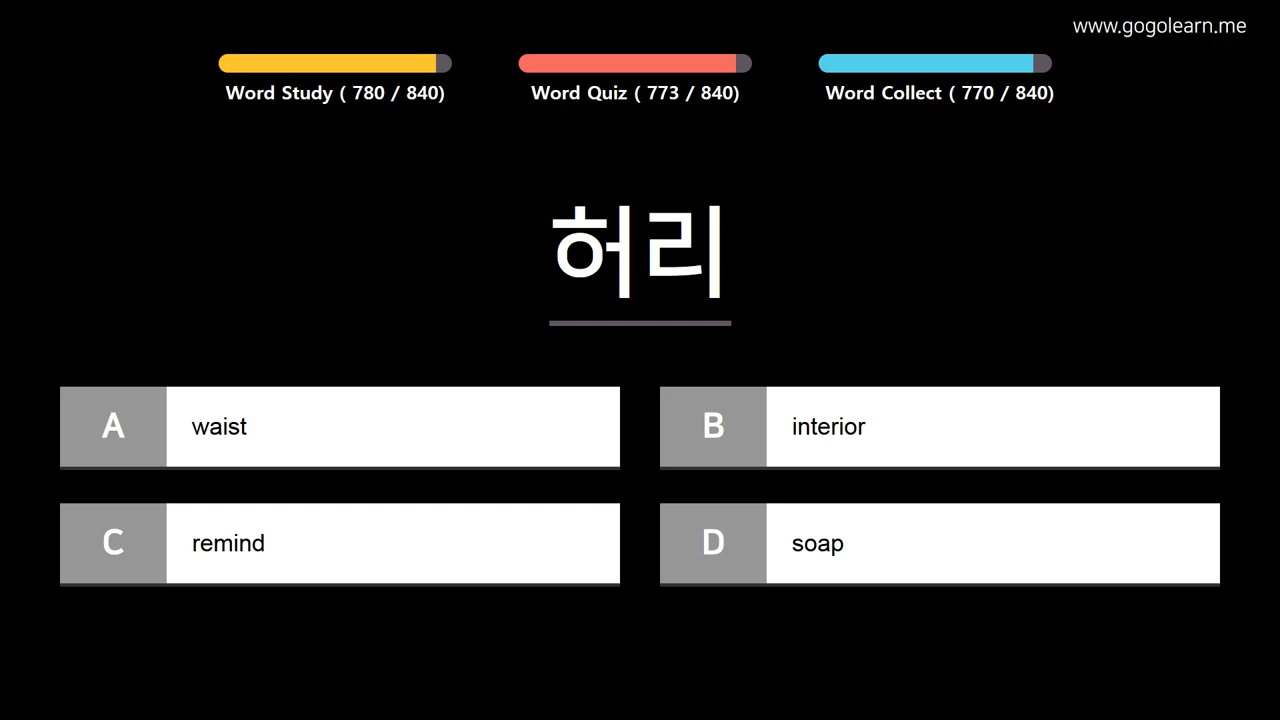 www.gogolearn.me
Word Study ( 780 / 840)
Word Quiz ( 773 / 840)
Word Collect ( 770 / 840)
허리
A waist
B interior
C remind
D soap